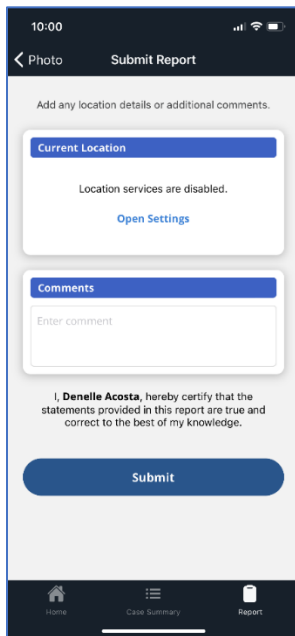 10:00
Photo
Submit Report
Add any location details or additional comments.
Current Location
Location services are disabled.
Open Settings
Comments
Enter comment
I, Denelle Acosta, hereby certify that the
statements provided in this report are true and
correct to the best of my knowledge.
Submit
Home
Case Summary
Report